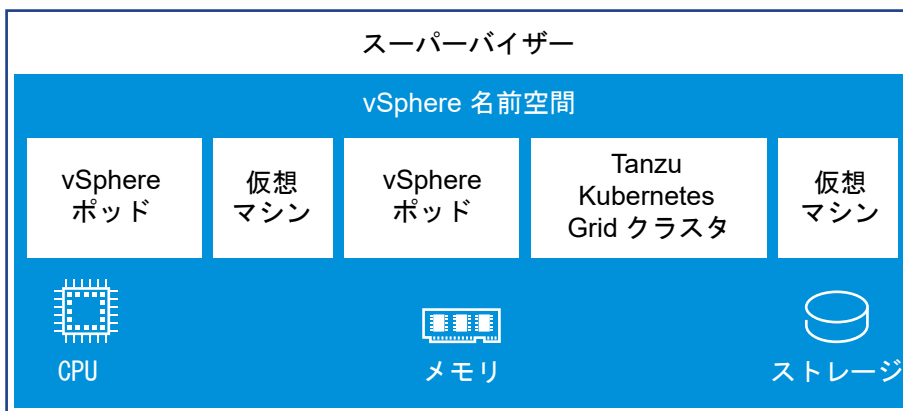 スーパーバイザー
vSphere 名前空間
vSphere
ポッド
仮想
マシン
vSphere
ポッド
Tanzu
Kubernetes
Grid クラスタ
仮想
マシン
CPU
メモリ
ストレージ